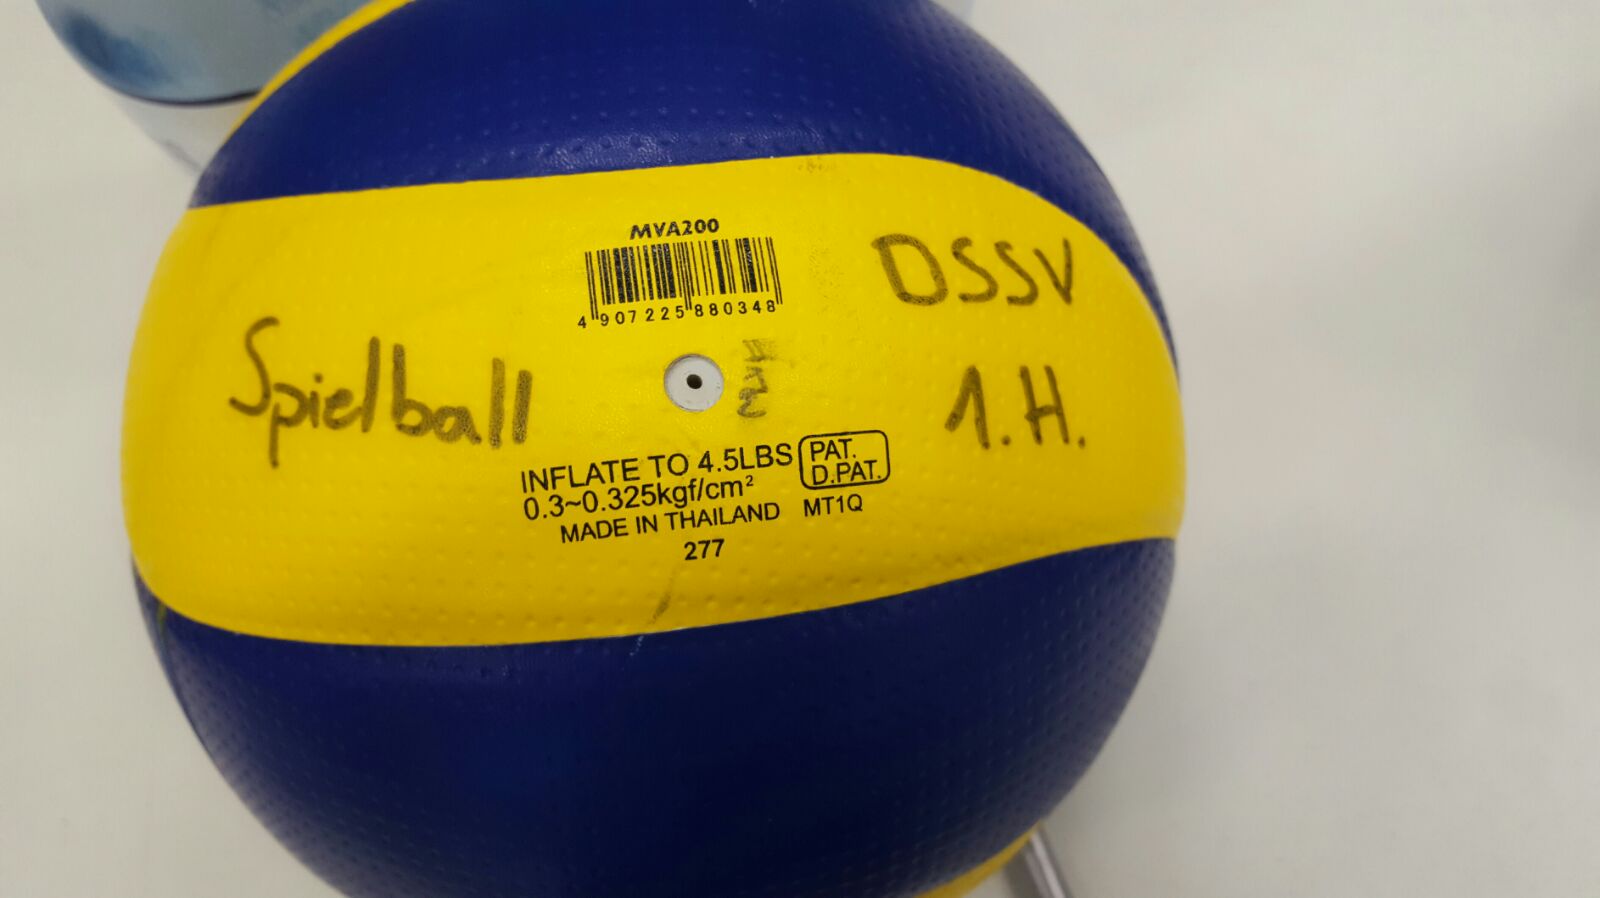 MVA200
4 907225 880348
DSSV
1.H.
Spielball
INFLATE TO 4.5LBS
0.3~0.325kgf/cm²
MADE IN THAILAND
277
PAT.
D.PAT.
MT1Q